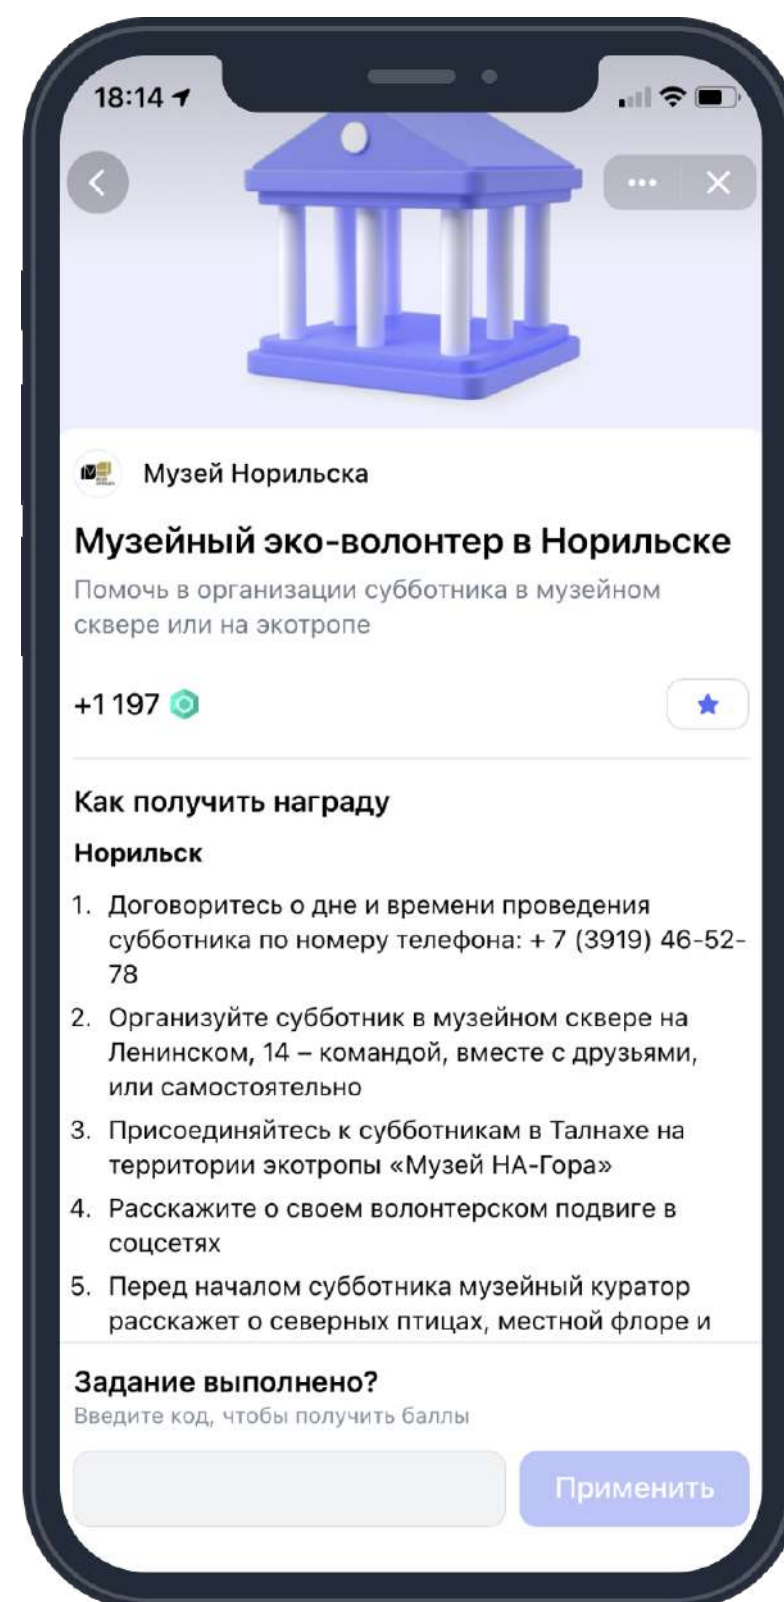 18:14
Музей Норильска
Музейный эко-волонтер в Норильске
Помочь в организации субботника в музейном
сквере или на экотропе
+1 197
Как получить награду
Норильск
1. Договоритесь о дне и времени проведения
субботника по номеру телефона: + 7 (3919) 46-52-
78
2. Организуйте субботник в музейном сквере на
Ленинском, 14 – командой, вместе с друзьями,
или самостоятельно
3. Присоединяйтесь к субботникам в Талнахе на
территории экотропы «Музей НА-Гора»
4. Расскажите о своем волонтерском подвиге в
соцсетях
5. Перед началом субботника музейный куратор
расскажет о северных птицах, местной флоре и
Задание выполнено?
Введите код, чтобы получить баллы
Применить